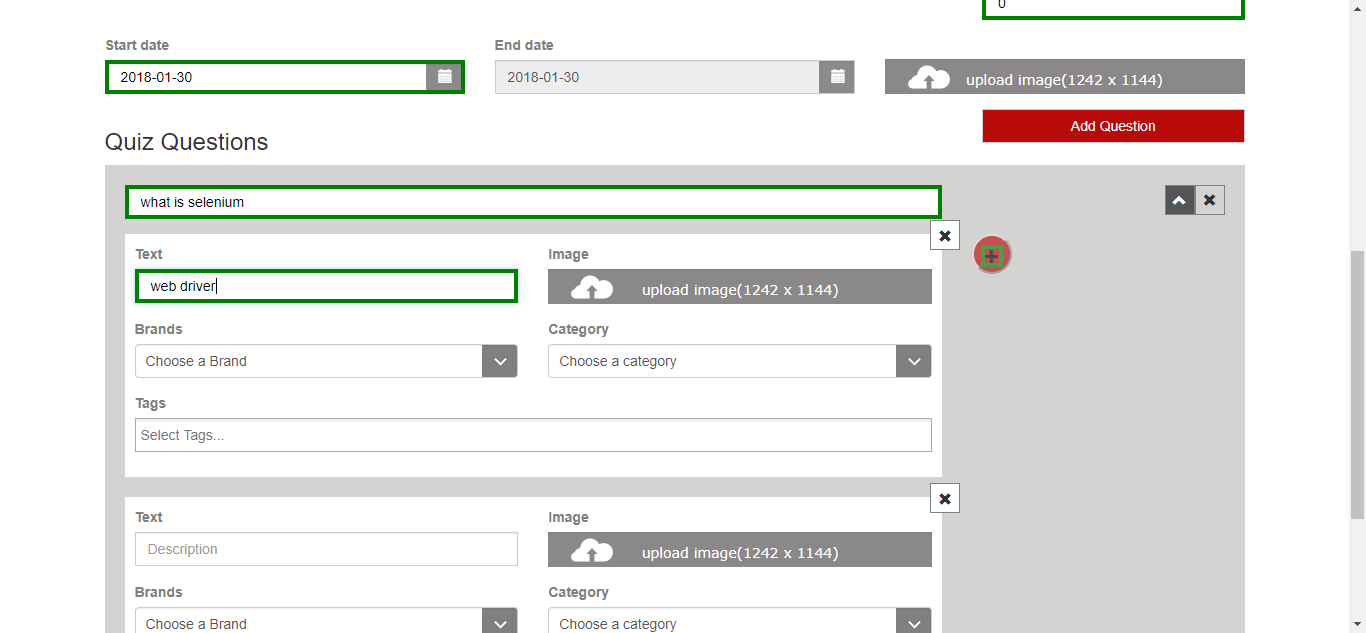 0
Start date End date
2018-01-30 2018-01-30 upload image(1242 x 1144)
Add Question
Quiz Questions
what is selenium
Text Image
web driver upload image(1242 x 1144)
Brands Category
Choose a Brand Choose a category
Tags
Select Tags...
Text Image
Description upload image(1242 x 1144)
Brands Category
Choose a Brand Choose a category